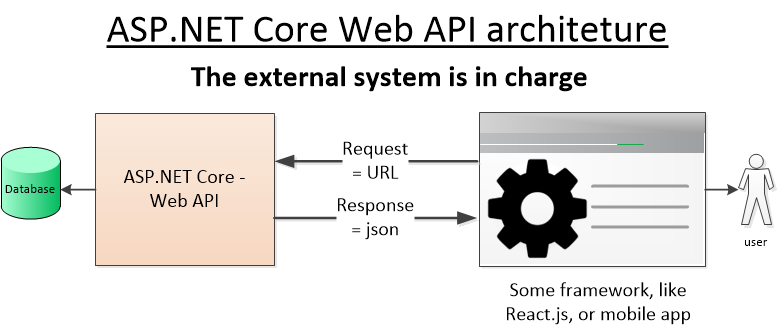 ASP.NET Core Web API architeture
The external system is in charge
Database
ASP.NET Core -
Web API
Request
= URL
Response
= json
user
Some framework, like
React.js, or mobile app